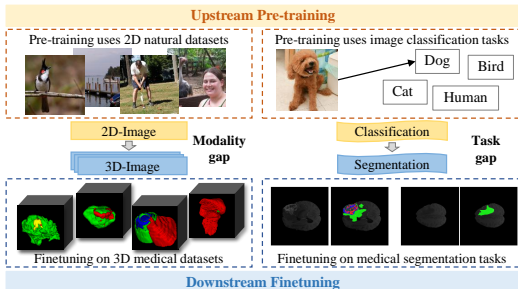 Upstream Pre-training
Pre-training uses 2D natural datasets
Pre-training uses image classification tasks
Dog
Bird
Cat
Human
2D-Image
3D-Image
Modality
gap
Classification
Segmentation
Task
gap
Finetuning on 3D medical datasets
Finetuning on medical segmentation tasks
Downstream Finetuning